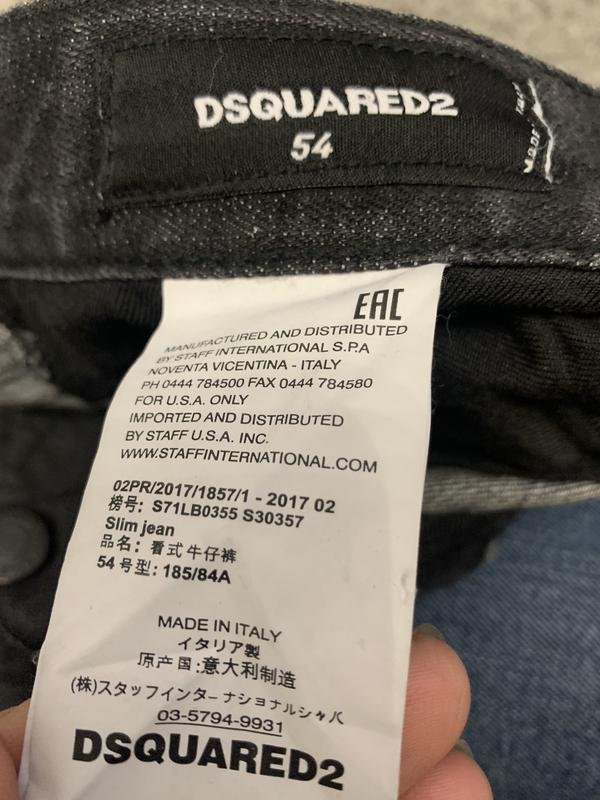 DSQUARED2
54
MADE IN ITALY
EAC
MANUFACTURED AND DISTRIBUTED
BY STAFF INTERNATIONAL S.P.A
NOVENTA VICENTINA - ITALY
PH 0444 784500 FAX 0444 784580
FOR U.S.A. ONLY
IMPORTED AND DISTRIBUTED
BY STAFF U.S.A. INC.
WWW.STAFFINTERNATIONAL.COM
02PR/2017/1857/1 - 2017 02
榜号: S71LB0355 S30357
Slim jean
品名: 看式牛仔裤
54 号型: 185/84A
MADE IN ITALY
イタリア製
原产国:意大利制造
(株)スタッフインターナショナルシャパ
03-5794-9931
DSQUARED2